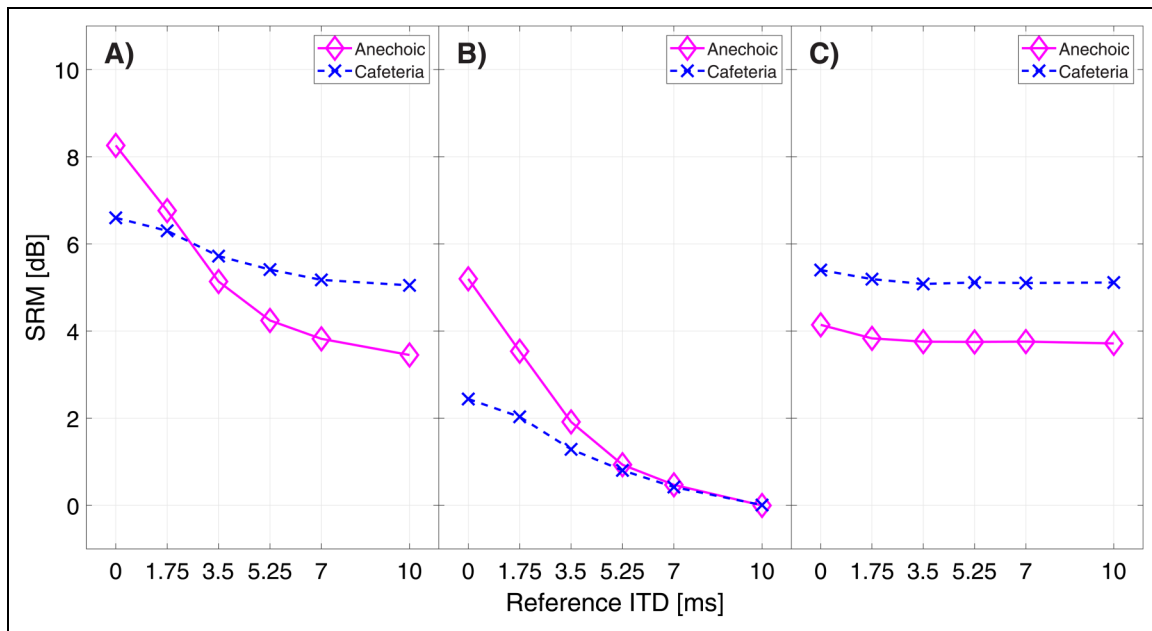 A)
Anechoic
Cafeteria
B)
Anechoic
Cafeteria
C)
Anechoic
Cafeteria
10
8
6
4
2
0
SRM [dB]
0 1.75 3.5 5.25 7 10
0 1.75 3.5 5.25 7 10
0 1.75 3.5 5.25 7 10
Reference ITD [ms]